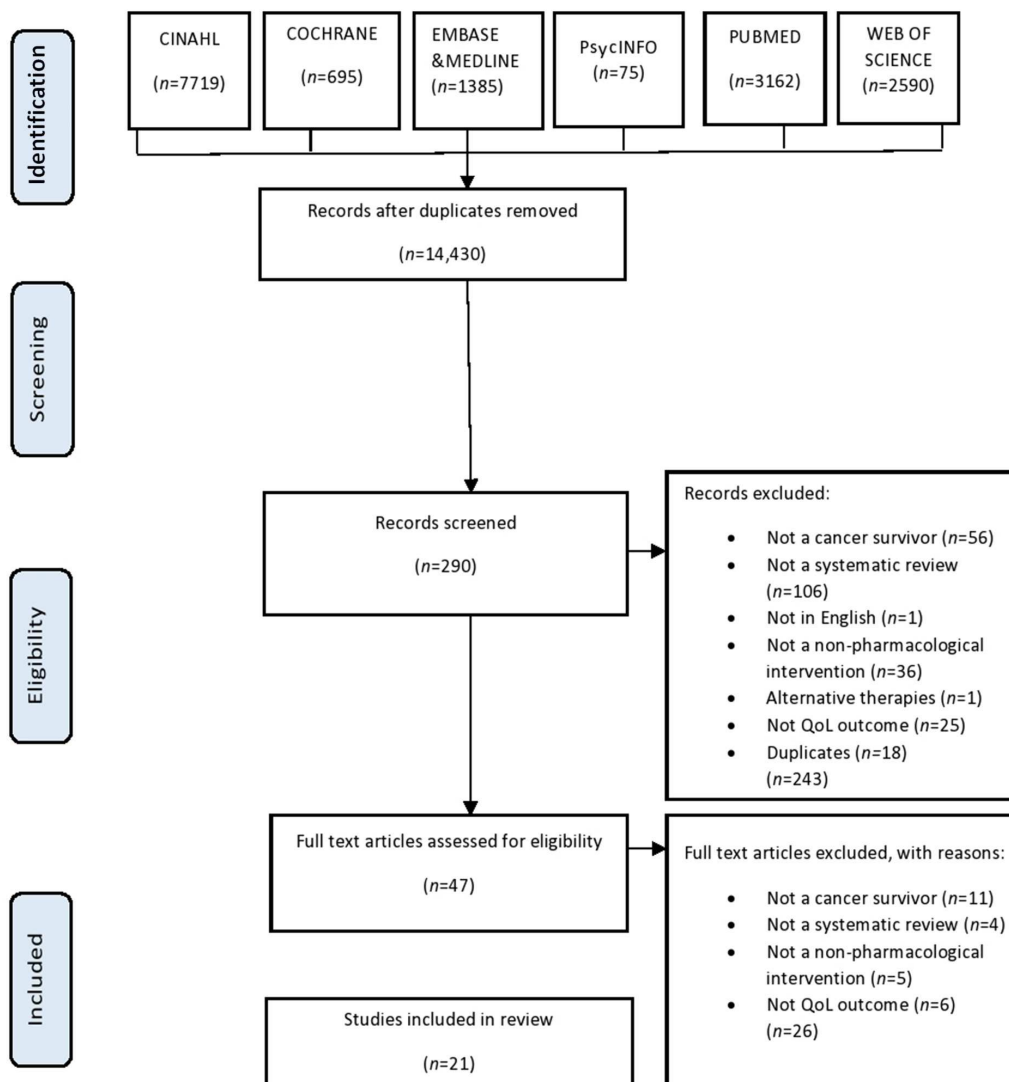 Identification
CINAHL
(n=7719)
COCHRANE
(n=695)
EMBASE
&MEDLINE
(n=1385)
PsycINFO
(n=75)
PUBMED
(n=3162)
WEB OF
SCIENCE
(n=2590)
Records after duplicates removed
(n=14,430)
Screening
Records screened
(n=290)
Records excluded:
• Not a cancer survivor (n=56)
• Not a systematic review
(n=106)
• Not in English (n=1)
• Not a non-pharmacological
intervention (n=36)
• Alternative therapies (n=1)
• Not QoL outcome (n=25)
• Duplicates (n=18)
(n=243)
Eligibility
Full text articles assessed for eligibility
(n=47)
Full text articles excluded, with reasons:
• Not a cancer survivor (n=11)
• Not a systematic review (n=4)
• Not a non-pharmacological
intervention (n=5)
• Not QoL outcome (n=6)
(n=26)
Included
Studies included in review
(n=21)